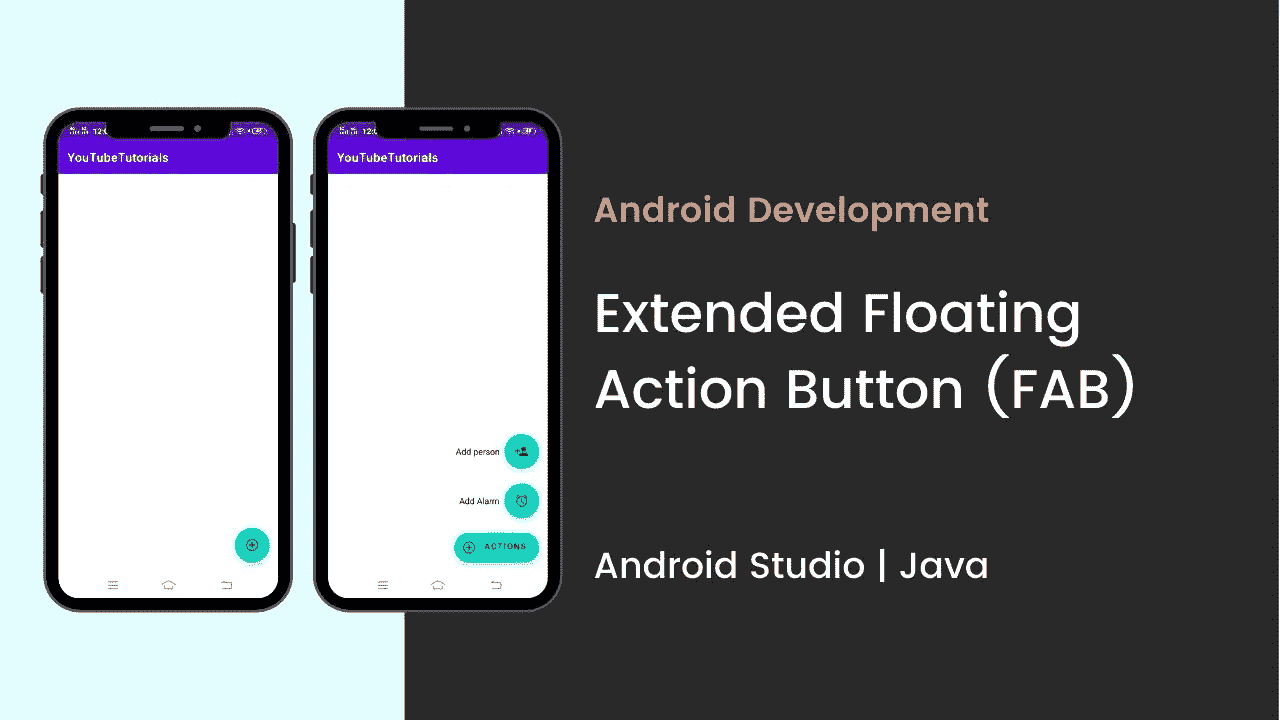 YouTubeTutorials
YouTubeTutorials
Add person
Add Alarm
ACTIONS
Android Development
Extended Floating
Action Button (FAB)
Android Studio | Java